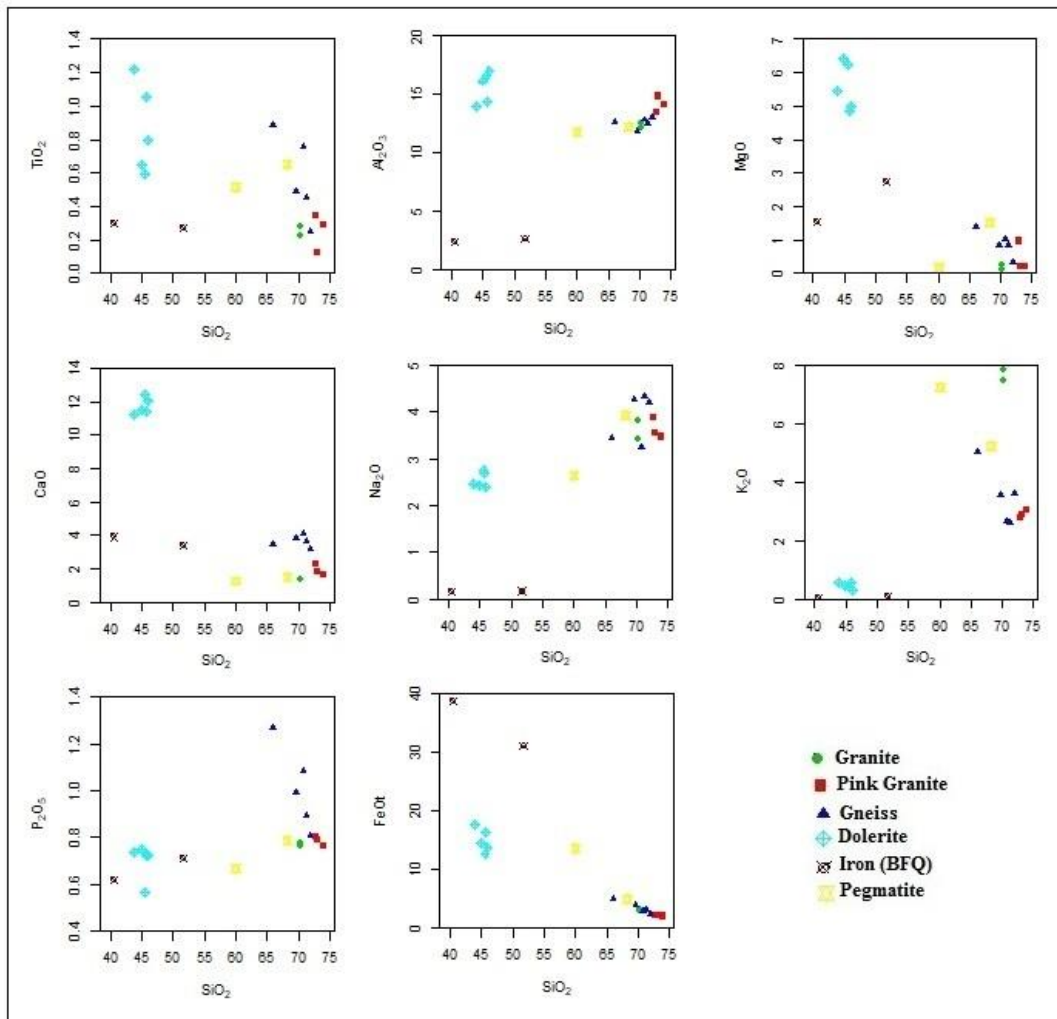 TiO₂
0.0 0.2 0.4 0.6 0.8 1.0 1.2 1.4
40 45 50 55 60 65 70 75
SiO₂
Al₂O₃
0 5 10 15 20
40 45 50 55 60 65 70 75
SiO₂
MgO
0 1 2 3 4 5 6 7
40 45 50 55 60 65 70 75
SiO₂
CaO
0 2 4 6 8 10 12 14
40 45 50 55 60 65 70 75
SiO₂
Na₂O
0 1 2 3 4 5
40 45 50 55 60 65 70 75
SiO₂
K₂O
0 2 4 6 8
40 45 50 55 60 65 70 75
SiO₂
P₂O₅
0.4 0.6 0.8 1.0 1.2 1.4
40 45 50 55 60 65 70 75
SiO₂
FeOt
0 10 20 30 40
40 45 50 55 60 65 70 75
SiO₂
Granite
Pink Granite
Gneiss
Dolerite
Iron (BFQ)
Pegmatite